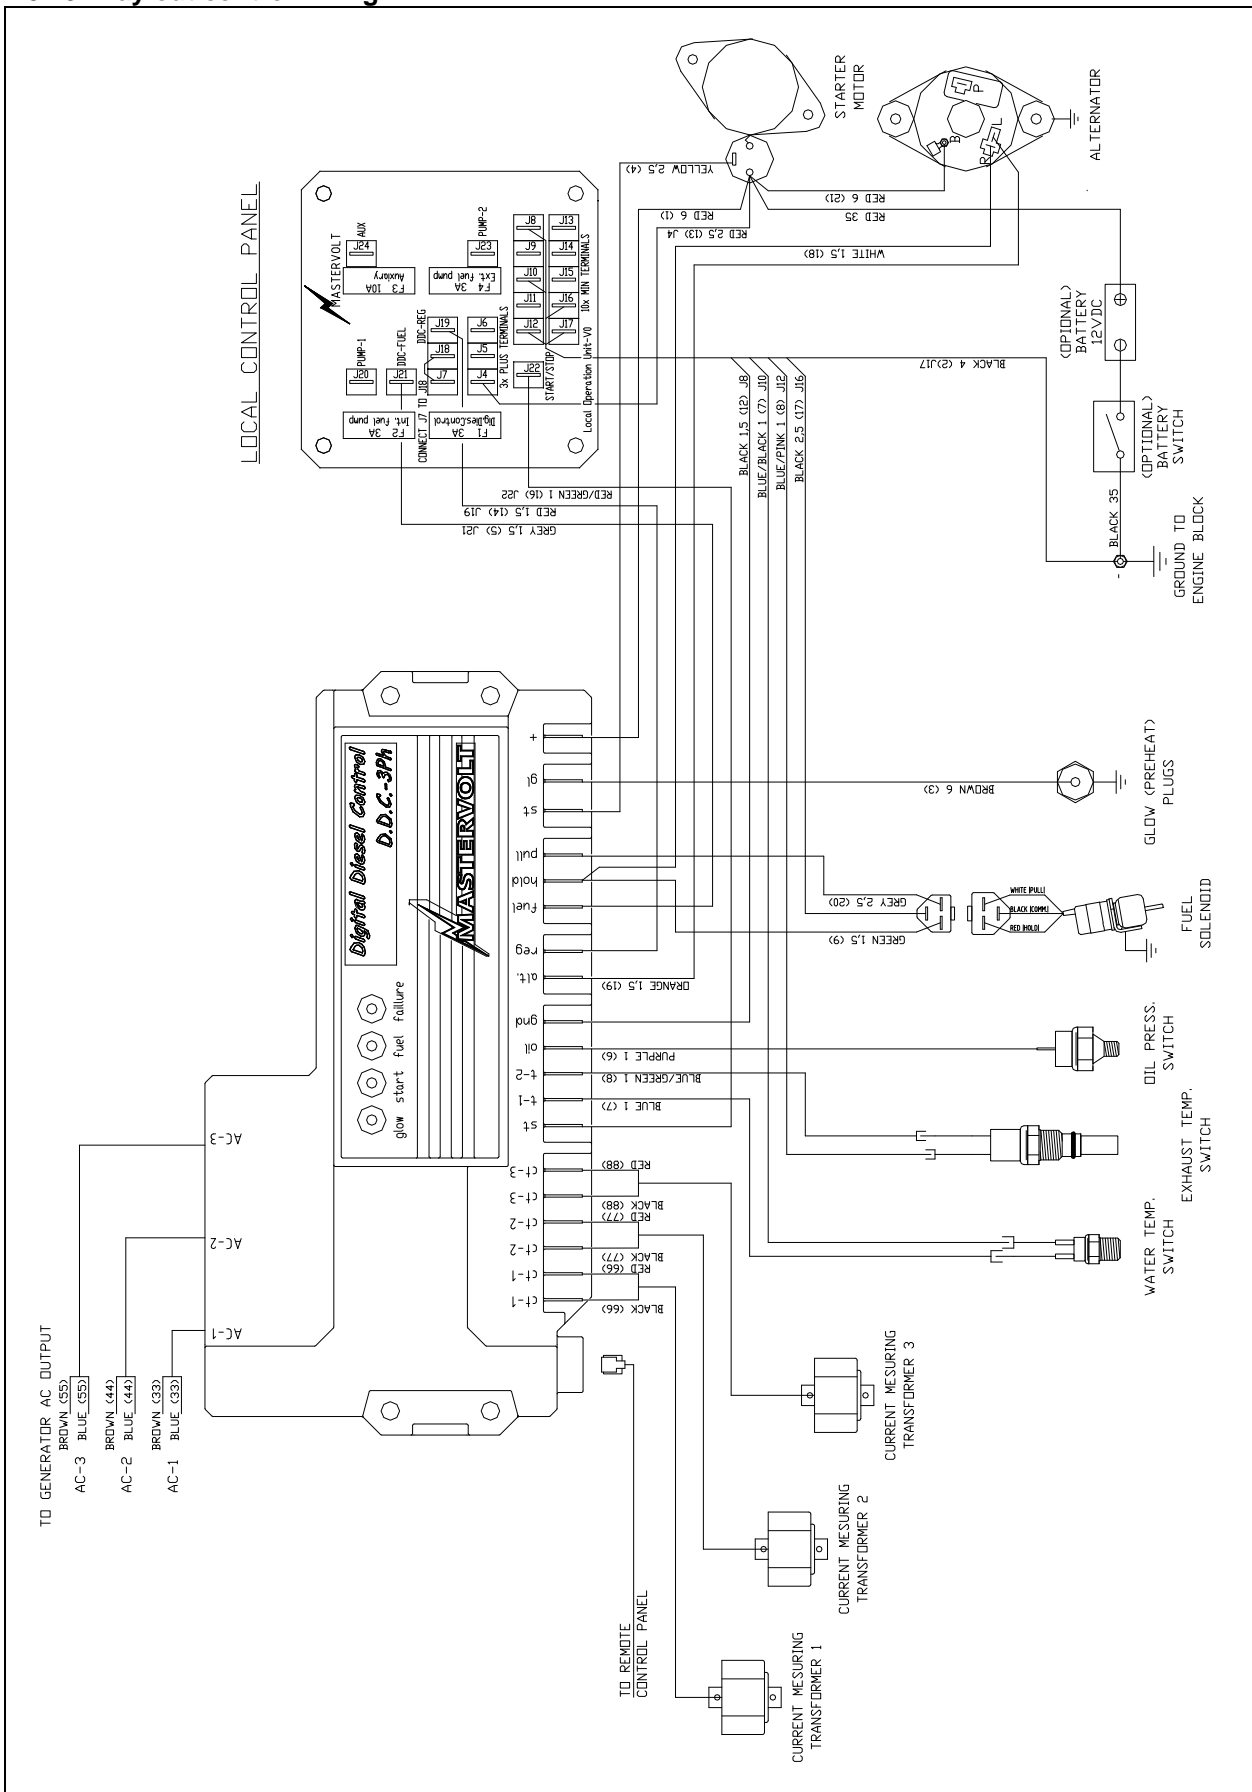 LOCAL CONTROL PANEL
MASTERVOLT
J24 AUX
F3 10A
Auxiary
J23 PUMP-2
F4 3A
Ext. Fuel pump
J20 PUMP-1
J21 DDC-FUEL
F2 3A
Int. Fuel pump
CONNECT J7 TO J18
J19 DDC-REG
J18
J7
F1 3A
Dig.Dies.Control
J6
J5
J4
3x PLUS TERMINALS
J22
START/STOP
J8
J9
J10
J11
J12
J13
J14
J15
J16
J17
10x MIN TERMINALS
Local Operation Unit-V0
STARTER
MOTOR
ALTERNATOR
P
B
R
L
YELLOW 2,5 (4)
RED 6 (1)
RED 2,5 (13) J4
RED 6 (21)
RED 35
WHITE 1,5 (18)
BLACK 4 (2)J17
BLACK 1,5 (12) J8
BLUE/BLACK 1 (7) J10
BLUE/PINK 1 (8) J12
BLACK 2,5 (17) J16
RED/GREEN 1 (16) J22
RED 1,5 (14) J19
GREY 1,5 (5) J21
(OPTIONAL)
BATTERY
12VDC
(OPTIONAL)
BATTERY
SWITCH
BLACK 35
GROUND TO
ENGINE BLOCK
Digital Diesel Control
D.D.C.-3Ph
MASTERVOLT
glow start fuel faillure
+
gl
st
pull
hold
fuel
reg
alt.
gnd
oil
t-2
t-1
st
ct-3
ct-3
ct-2
ct-2
ct-1
ct-1
AC-3
AC-2
AC-1
BROWN 6 (3)
GLOW (PREHEAT)
PLUGS
GREY 2,5 (20)
GREEN 1,5 (9)
WHITE (PULL)
BLACK (COMM.)
RED (HOLD)
FUEL
SOLENOID
ORANGE 1,5 (19)
PURPLE 1 (6)
OIL PRESS.
SWITCH
BLUE/GREEN 1 (8)
BLUE 1 (7)
EXHAUST TEMP.
SWITCH
WATER TEMP.
SWITCH
RED (88)
BLACK (88)
RED (77)
BLACK (77)
RED (66)
BLACK (66)
TO GENERATOR AC OUTPUT
BROWN (55)
AC-3 BLUE (55)
BROWN (44)
AC-2 BLUE (44)
BROWN (33)
AC-1 BLUE (33)
CURRENT MESURING
TRANSFORMER 3
CURRENT MESURING
TRANSFORMER 2
CURRENT MESURING
TRANSFORMER 1
TO REMOTE
CONTROL PANEL